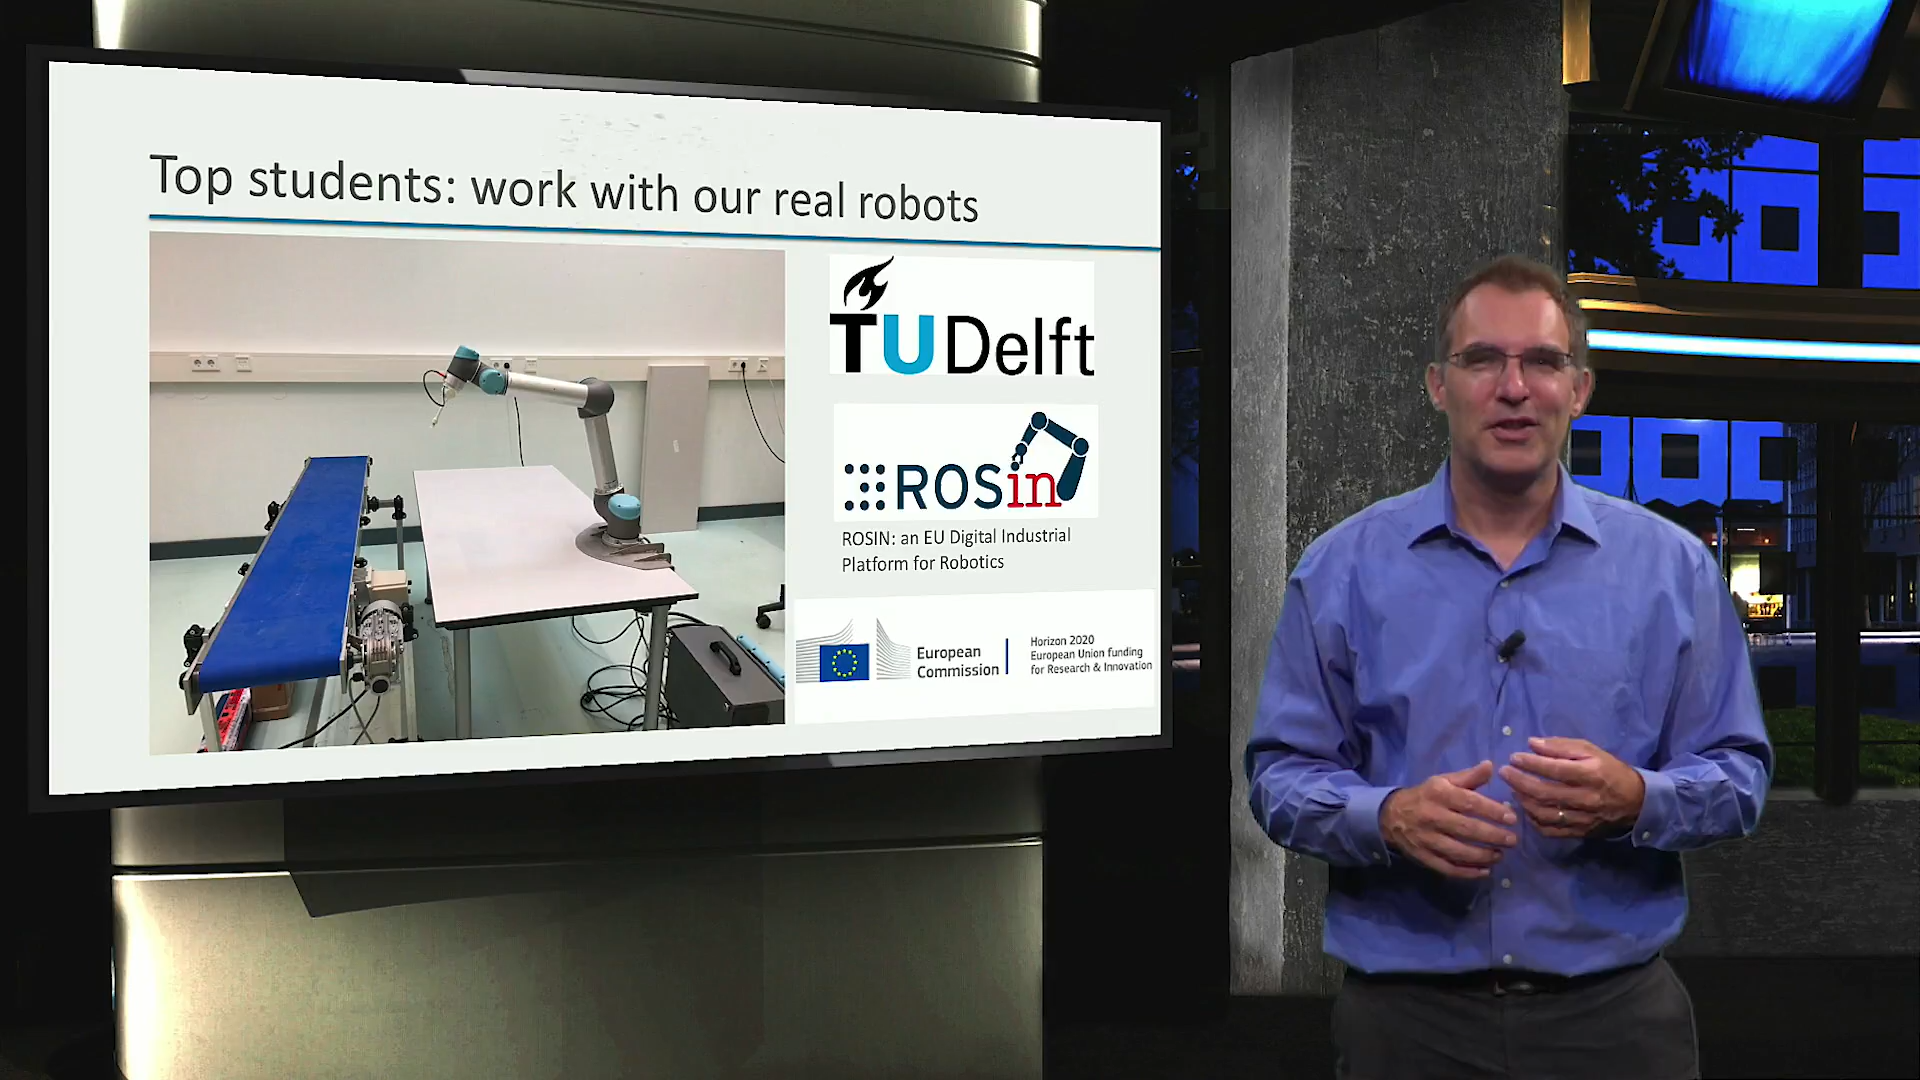 Top students: work with our real robots
TUDelft
ROSin
ROSIN: an EU Digital Industrial
Platform for Robotics
European
Commission
Horizon 2020
European Union funding
for Research & Innovation